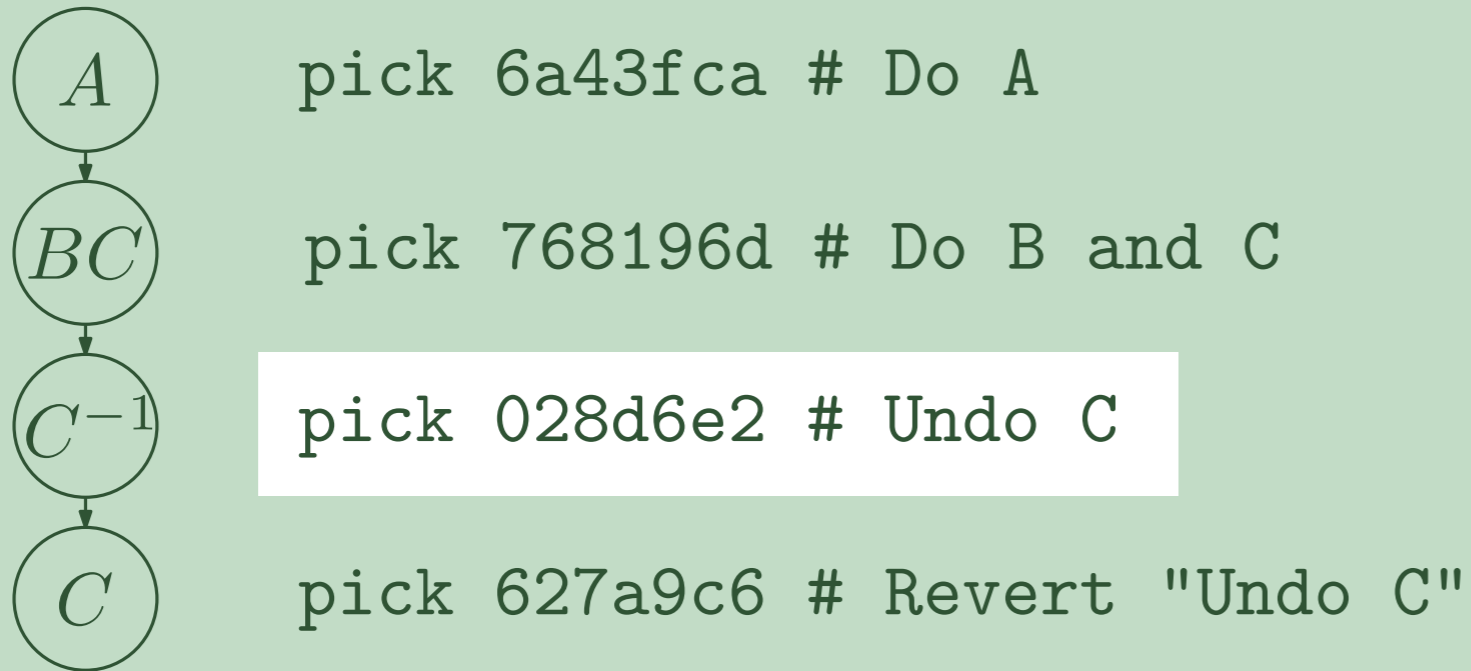 A pick 6a43fca # Do A
BC pick 768196d # Do B and C
C⁻¹ pick 028d6e2 # Undo C
C pick 627a9c6 # Revert "Undo C"